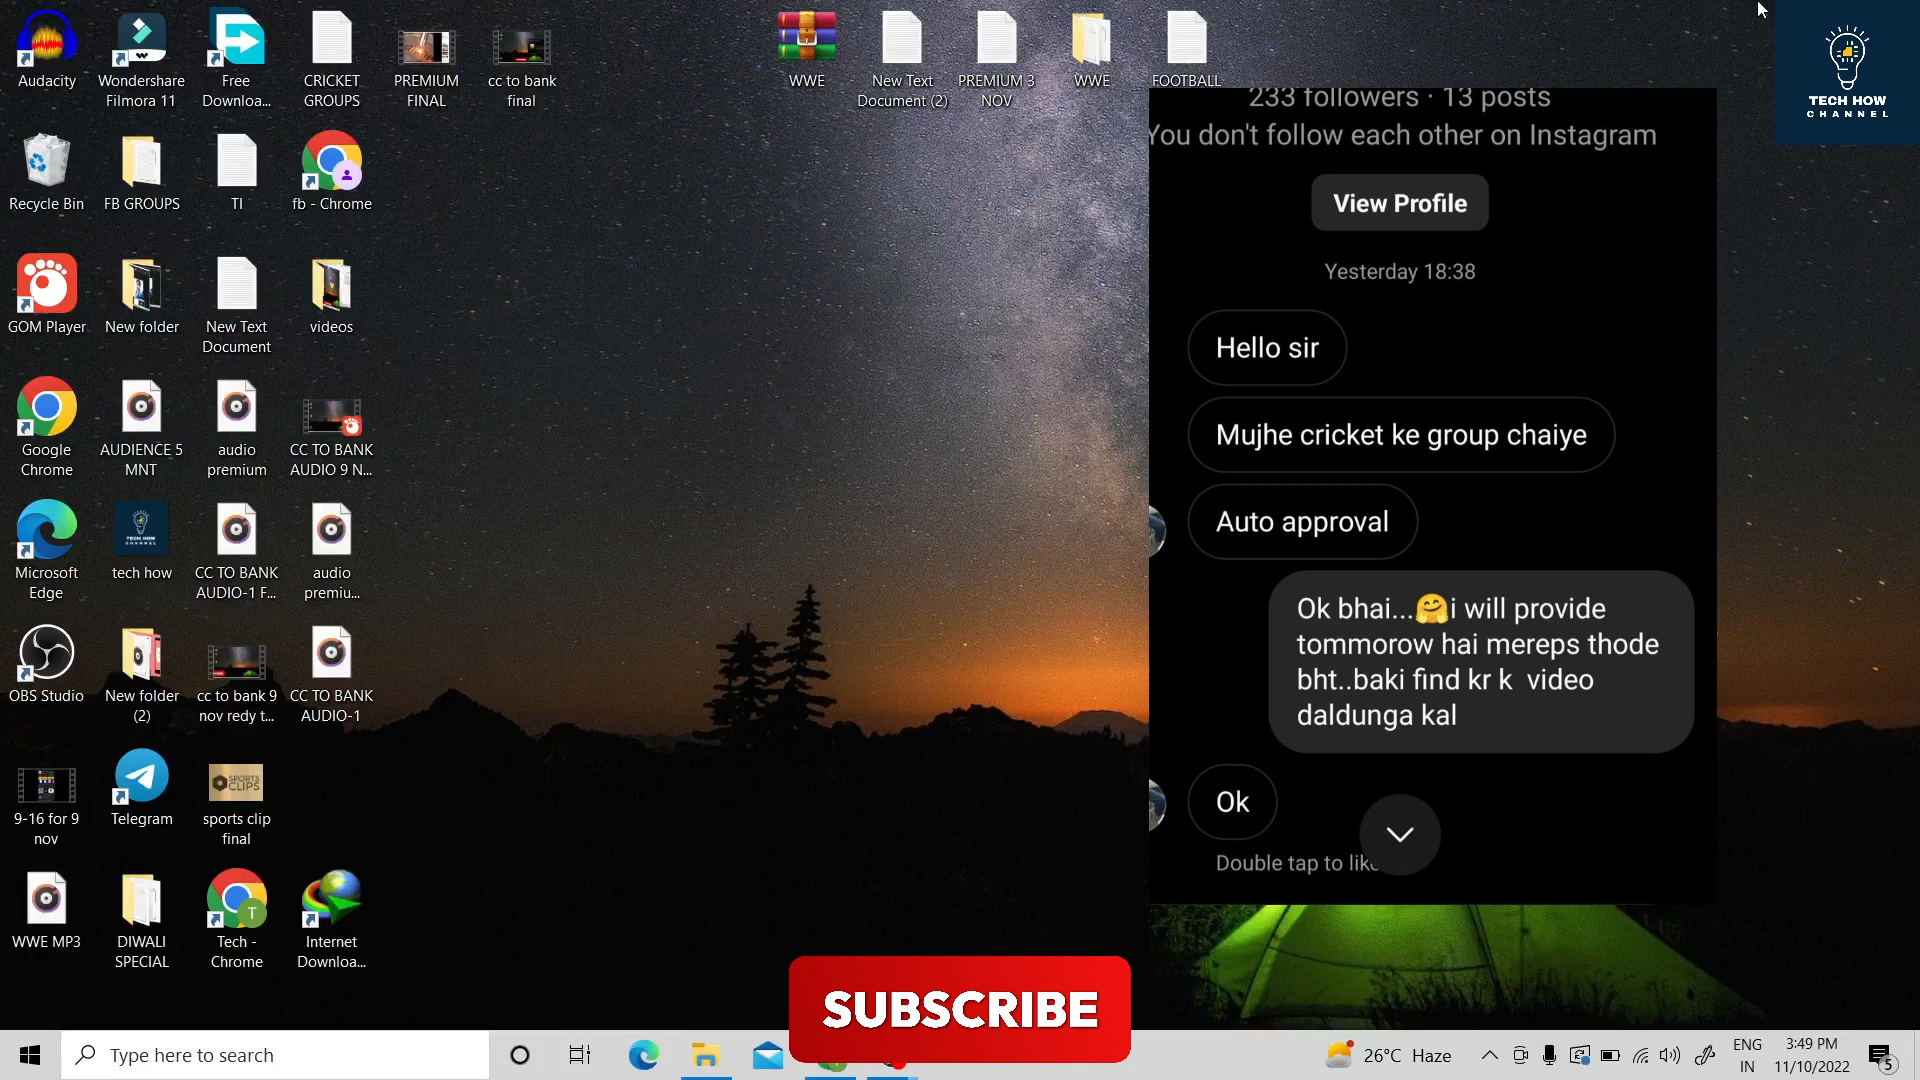 Audacity
Wondershare
Filmora 11
Free
Downloa...
CRICKET
GROUPS
PREMIUM
FINAL
cc to bank
final
WWE
New Text
Document (2)
PREMIUM 3
NOV
WWE
FOOTBALL
TECH HOW
CHANNEL
Recycle Bin
FB GROUPS
TI
fb - Chrome
GOM Player
New folder
New Text
Document
videos
Google
Chrome
AUDIENCE 5
MNT
audio
premium
CC TO BANK
AUDIO 9 N...
Microsoft
Edge
TECH HOW
tech how
CC TO BANK
AUDIO-1 F...
audio
premiu...
OBS Studio
New folder
(2)
cc to bank 9
nov redy t...
CC TO BANK
AUDIO-1
9-16 for 9
nov
Telegram
SPORTS
CLIPS
sports clip
final
WWE MP3
DIWALI
SPECIAL
T
Tech -
Chrome
Internet
Downloa...
233 followers · 13 posts
You don't follow each other on Instagram
View Profile
Yesterday 18:38
Hello sir
Mujhe cricket ke group chaiye
Auto approval
Ok bhai...🤗i will provide
tommorow hai mereps thode
bht..baki find kr k video
daldunga kal
Ok
Double tap to like
SUBSCRIBE
Type here to search
26°C Haze
ENG
IN
3:49 PM
11/10/2022
5